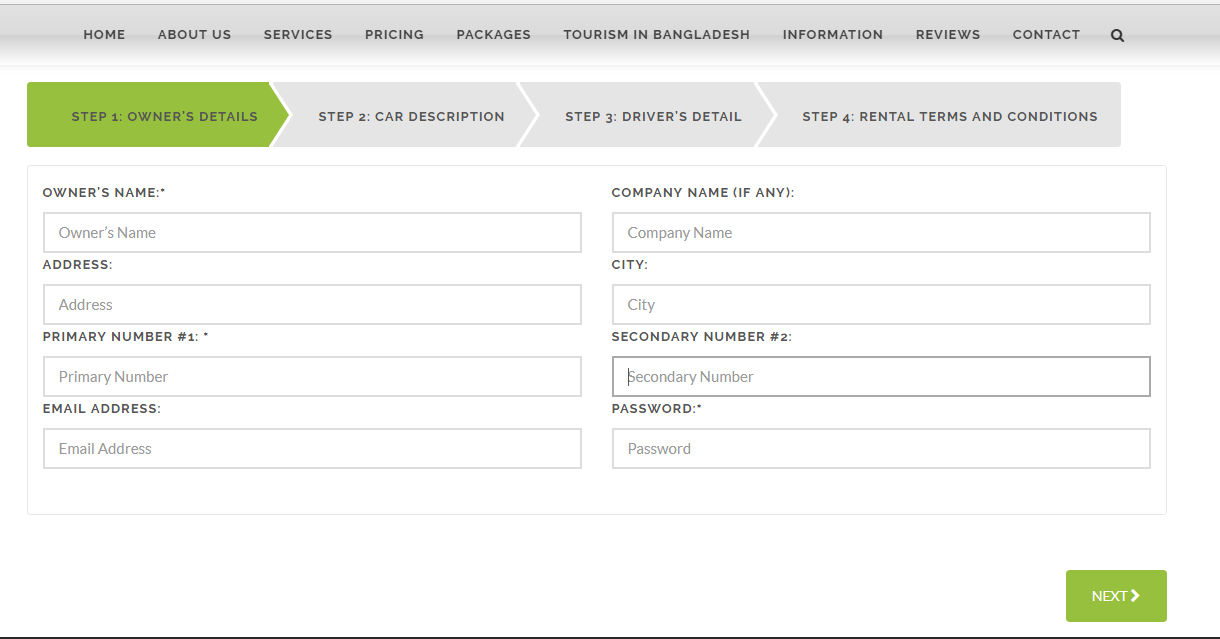 HOME ABOUT US SERVICES PRICING PACKAGES TOURISM IN BANGLADESH INFORMATION REVIEWS CONTACT
STEP 1: OWNER'S DETAILS STEP 2: CAR DESCRIPTION STEP 3: DRIVER'S DETAIL STEP 4: RENTAL TERMS AND CONDITIONS
OWNER'S NAME:* COMPANY NAME (IF ANY):
Owner's Name Company Name
ADDRESS: CITY:
Address City
PRIMARY NUMBER #1: * SECONDARY NUMBER #2:
Primary Number Secondary Number
EMAIL ADDRESS: PASSWORD:*
Email Address Password
NEXT